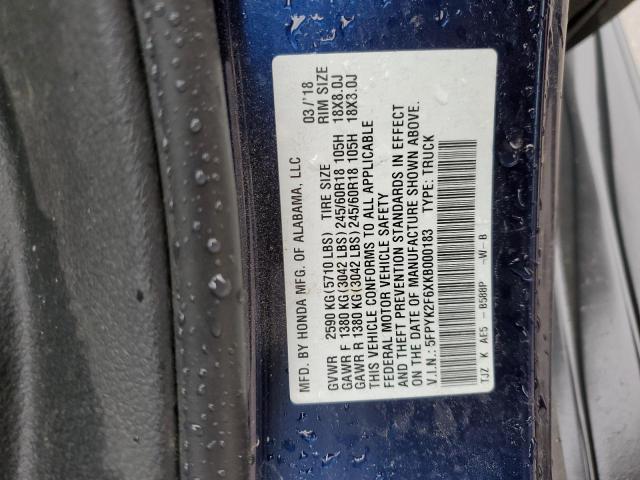 MFD. BY HONDA MFG. OF ALABAMA, LLC 03/'18
GVWR 2590 KG(5710 LBS) TIRE SIZE RIM SIZE
GAWR F 1380 KG(3042 LBS)245/60R18 105H 18X8.0J
GAWR R 1380 KG(3042 LBS)245/60R18 105H 18X8.0J
THIS VEHICLE CONFORMS TO ALL APPLICABLE
FEDERAL MOTOR VEHICLE SAFETY
AND THEFT PREVENTION STANDARDS IN EFFECT
ON THE DATE OF MANUFACTURE SHOWN ABOVE.
V.I.N.: 5FPYK2F6XKB000183 TYPE: TRUCK
TJZ K AE5 -B588P -W-B